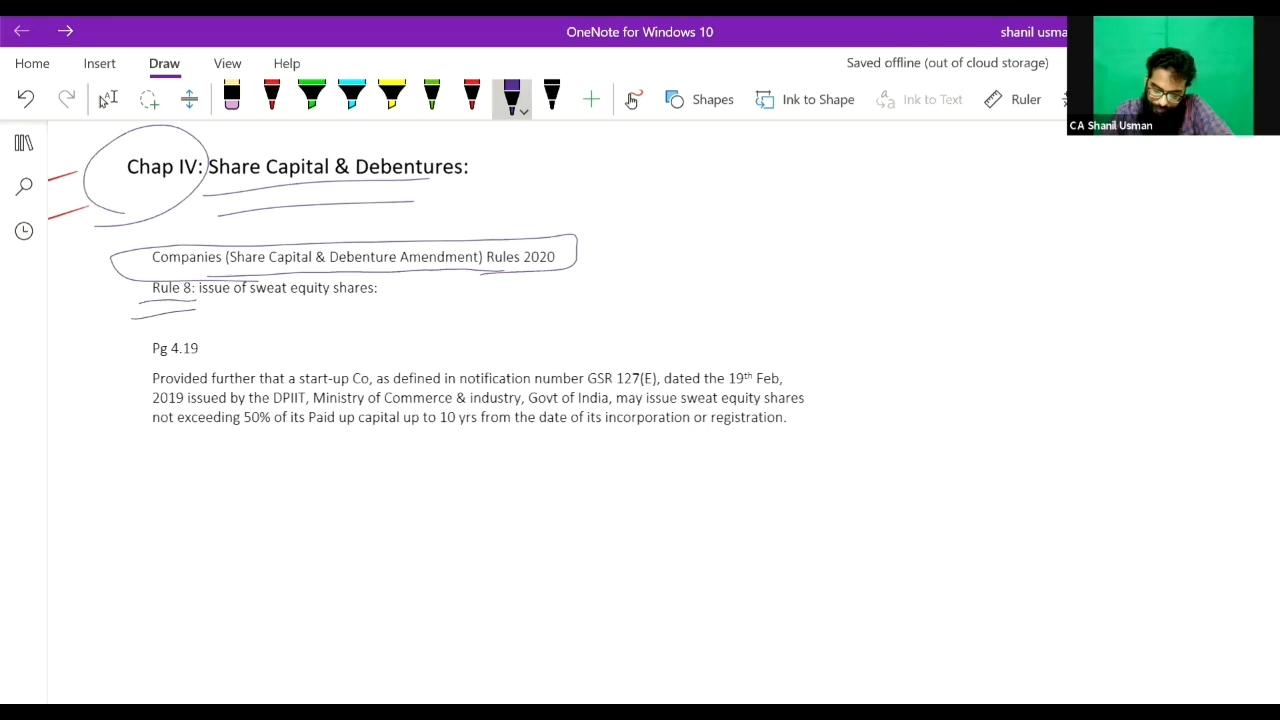 OneNote for Windows 10
shanil usma
Home Insert Draw View Help
Saved offline (out of cloud storage)
Shapes Ink to Shape Ink to Text Ruler
CA Shanil Usman
Chap IV: Share Capital & Debentures:
Companies (Share Capital & Debenture Amendment) Rules 2020
Rule 8: issue of sweat equity shares:
Pg 4.19
Provided further that a start-up Co, as defined in notification number GSR 127(E), dated the 19th Feb,
2019 issued by the DPIIT, Ministry of Commerce & industry, Govt of India, may issue sweat equity shares
not exceeding 50% of its Paid up capital up to 10 yrs from the date of its incorporation or registration.